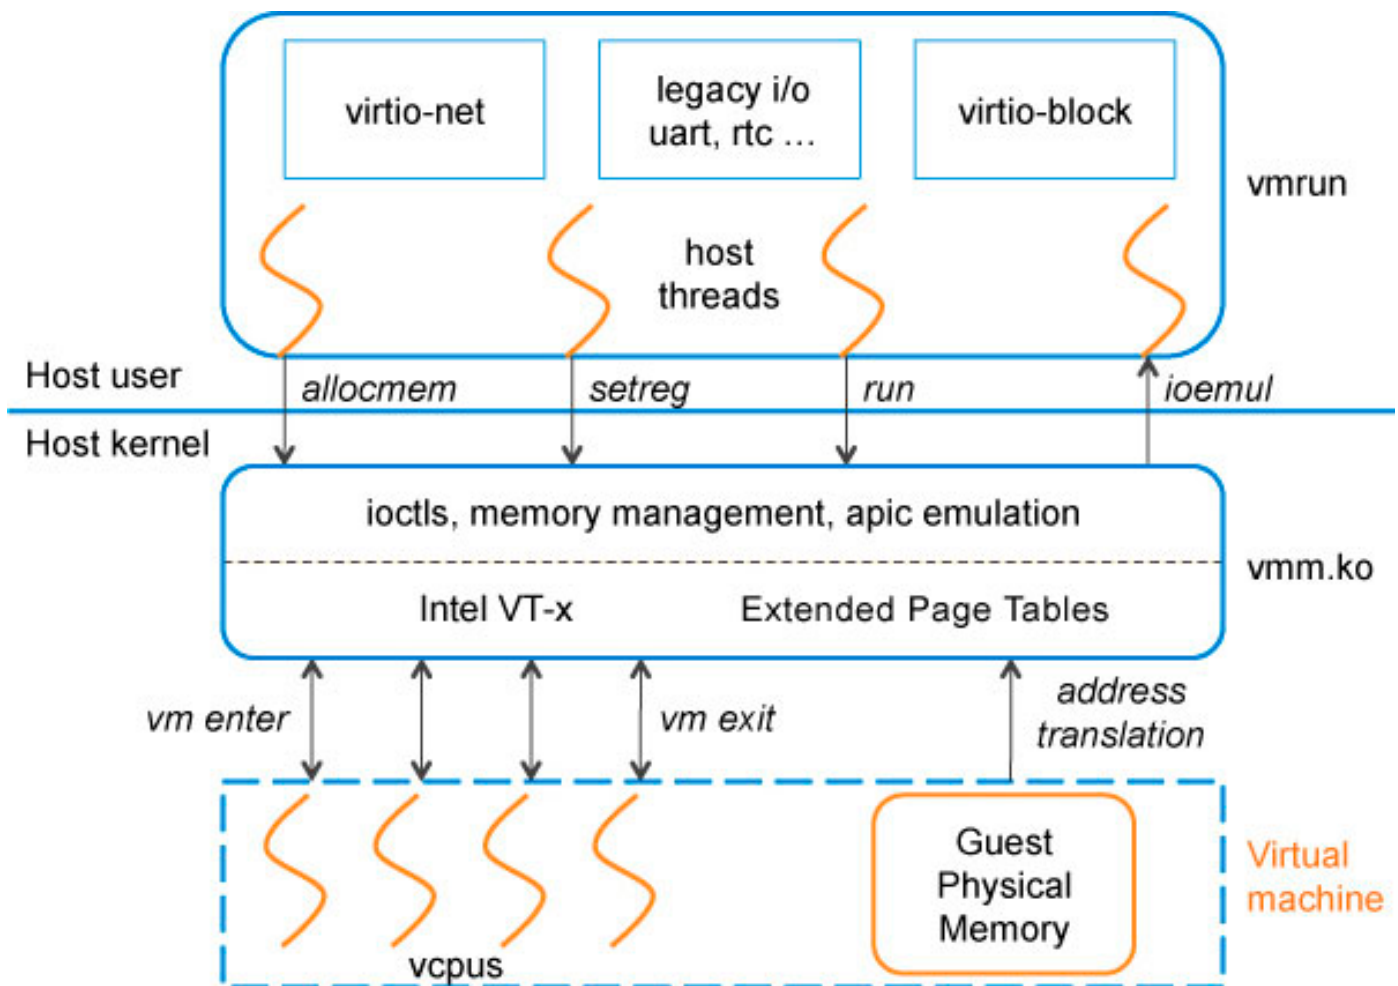 virtio-net
legacy i/o
uart, rtc ...
virtio-block
vmrun
host
threads
Host user
allocmem
setreg
run
ioemul
Host kernel
ioctls, memory management, apic emulation
vmm.ko
Intel VT-x
Extended Page Tables
vm enter
vm exit
address
translation
Guest
Physical
Memory
Virtual
machine
vcpus